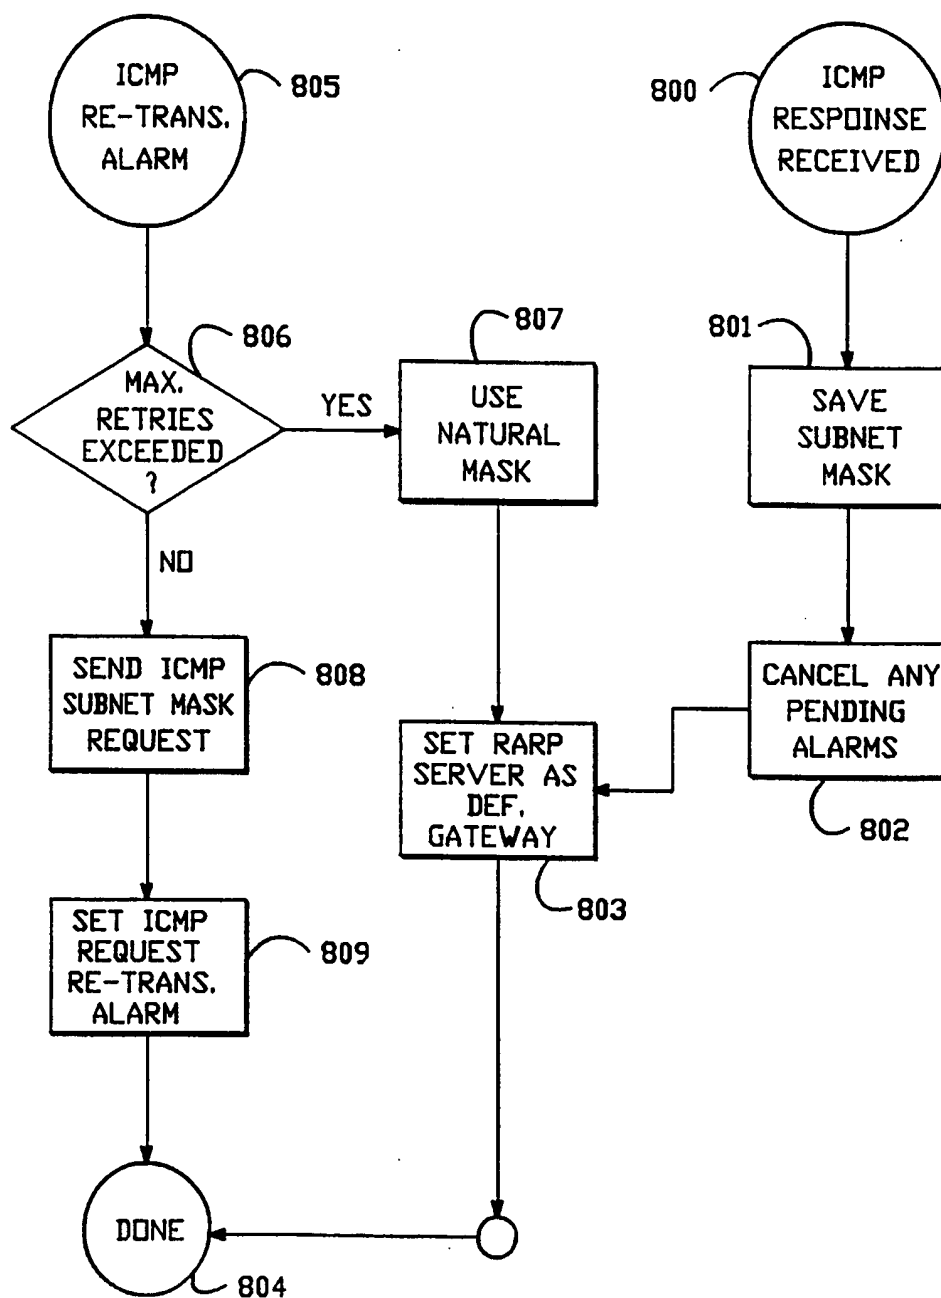 ICMP
RE-TRANS.
ALARM
805
800
ICMP
RESPOINSE
RECEIVED
806
MAX.
RETRIES
EXCEEDED
?
YES
NO
807
USE
NATURAL
MASK
801
SAVE
SUBNET
MASK
SEND ICMP
SUBNET MASK
REQUEST
808
SET RARP
SERVER AS
DEF.
GATEWAY
803
CANCEL ANY
PENDING
ALARMS
802
SET ICMP
REQUEST
RE-TRANS.
ALARM
809
DONE
804